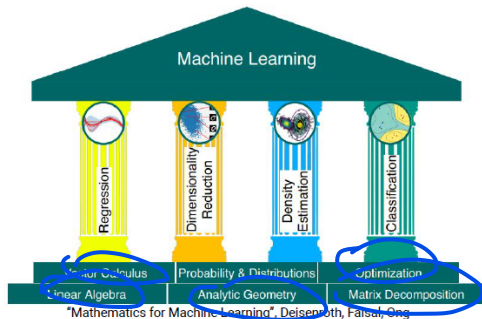 Machine Learning
Regression
Dimensionality
Reduction
Density
Estimation
Classification
Vector Calculus
Probability & Distributions
Optimization
Linear Algebra
Analytic Geometry
Matrix Decomposition
"Mathematics for Machine Learning", Deisenroth, Faisal, Ong